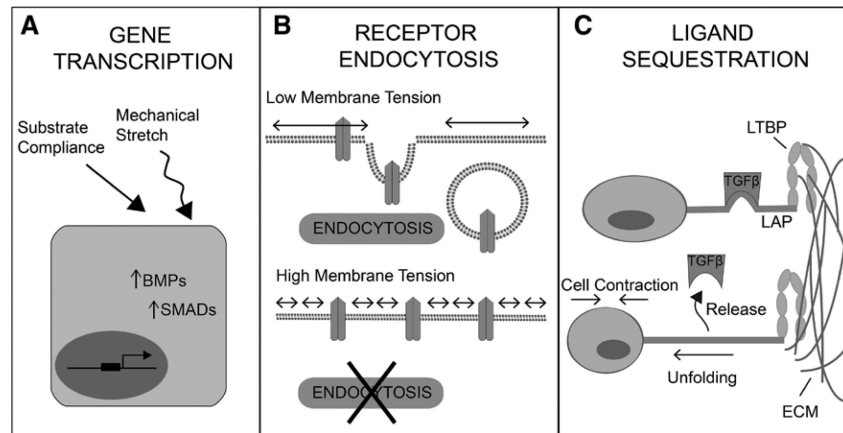 A
GENE
TRANSCRIPTION
Substrate
Compliance
Mechanical
Stretch
↑BMPs
↑SMADs
B
RECEPTOR
ENDOCYTOSIS
Low Membrane Tension
ENDOCYTOSIS
High Membrane Tension
ENDOCYTOSIS
C
LIGAND
SEQUESTRATION
LTBP
TGFβ
LAP
TGFβ
Cell Contraction
Release
Unfolding
ECM